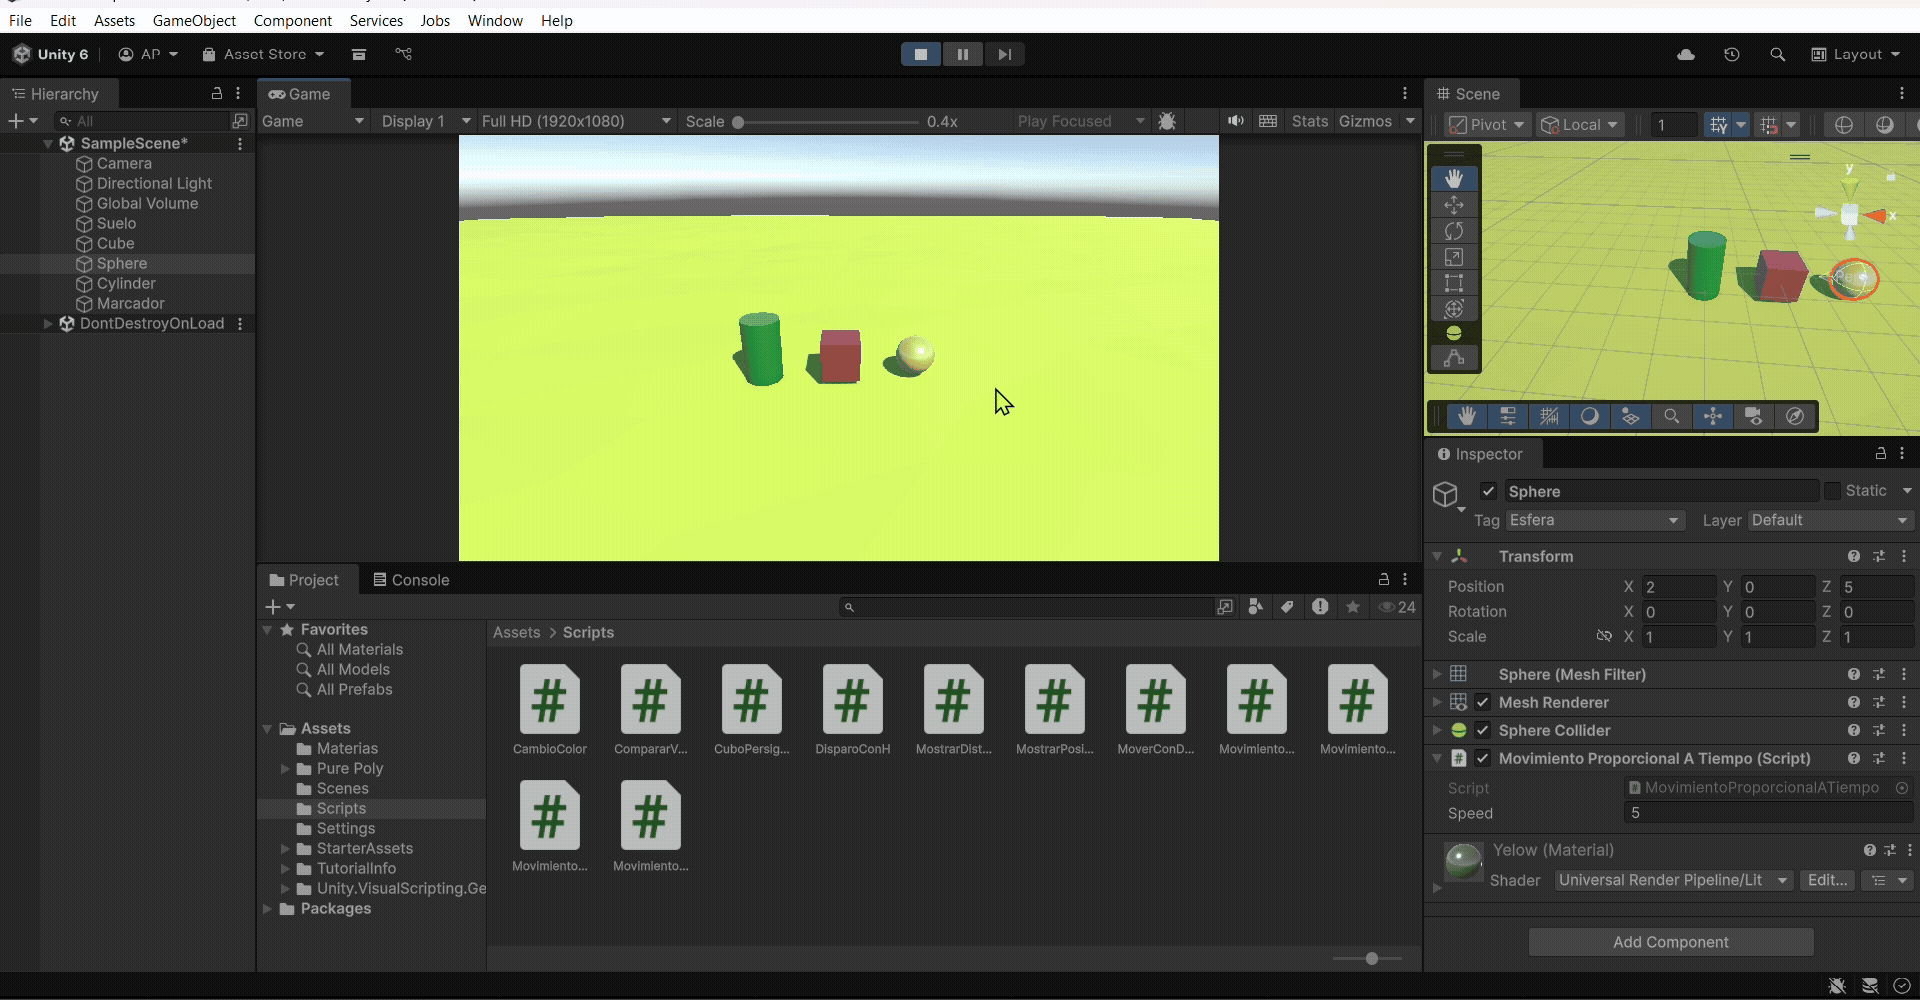 File Edit Assets GameObject Component Services Jobs Window Help
Unity 6 AP Asset Store Layout
Hierarchy
All
SampleScene*
Camera
Directional Light
Global Volume
Suelo
Cube
Sphere
Cylinder
Marcador
DontDestroyOnLoad
Game
Game Display 1 Full HD (1920x1080) Scale 0.4x Play Focused Stats Gizmos
Scene
Pivot Local 1
y
x
Project Console
24
Favorites
All Materials
All Models
All Prefabs
Assets
Materias
Pure Poly
Scenes
Scripts
Settings
StarterAssets
TutorialInfo
Unity.VisualScripting.Ge
Packages
Assets > Scripts
CambioColor CompararV... CuboPersig... DisparoConH MostrarDist... MostrarPosi... MoverConD... Movimiento... Movimiento...
Movimiento... Movimiento...
Inspector
Sphere Static
Tag Esfera Layer Default
Transform
Position X 2 Y 0 Z 5
Rotation X 0 Y 0 Z 0
Scale X 1 Y 1 Z 1
Sphere (Mesh Filter)
Mesh Renderer
Sphere Collider
Movimiento Proporcional A Tiempo (Script)
Script MovimientoProporcionalATiempo
Speed 5
Yelow (Material)
Shader Universal Render Pipeline/Lit Edit...
Add Component